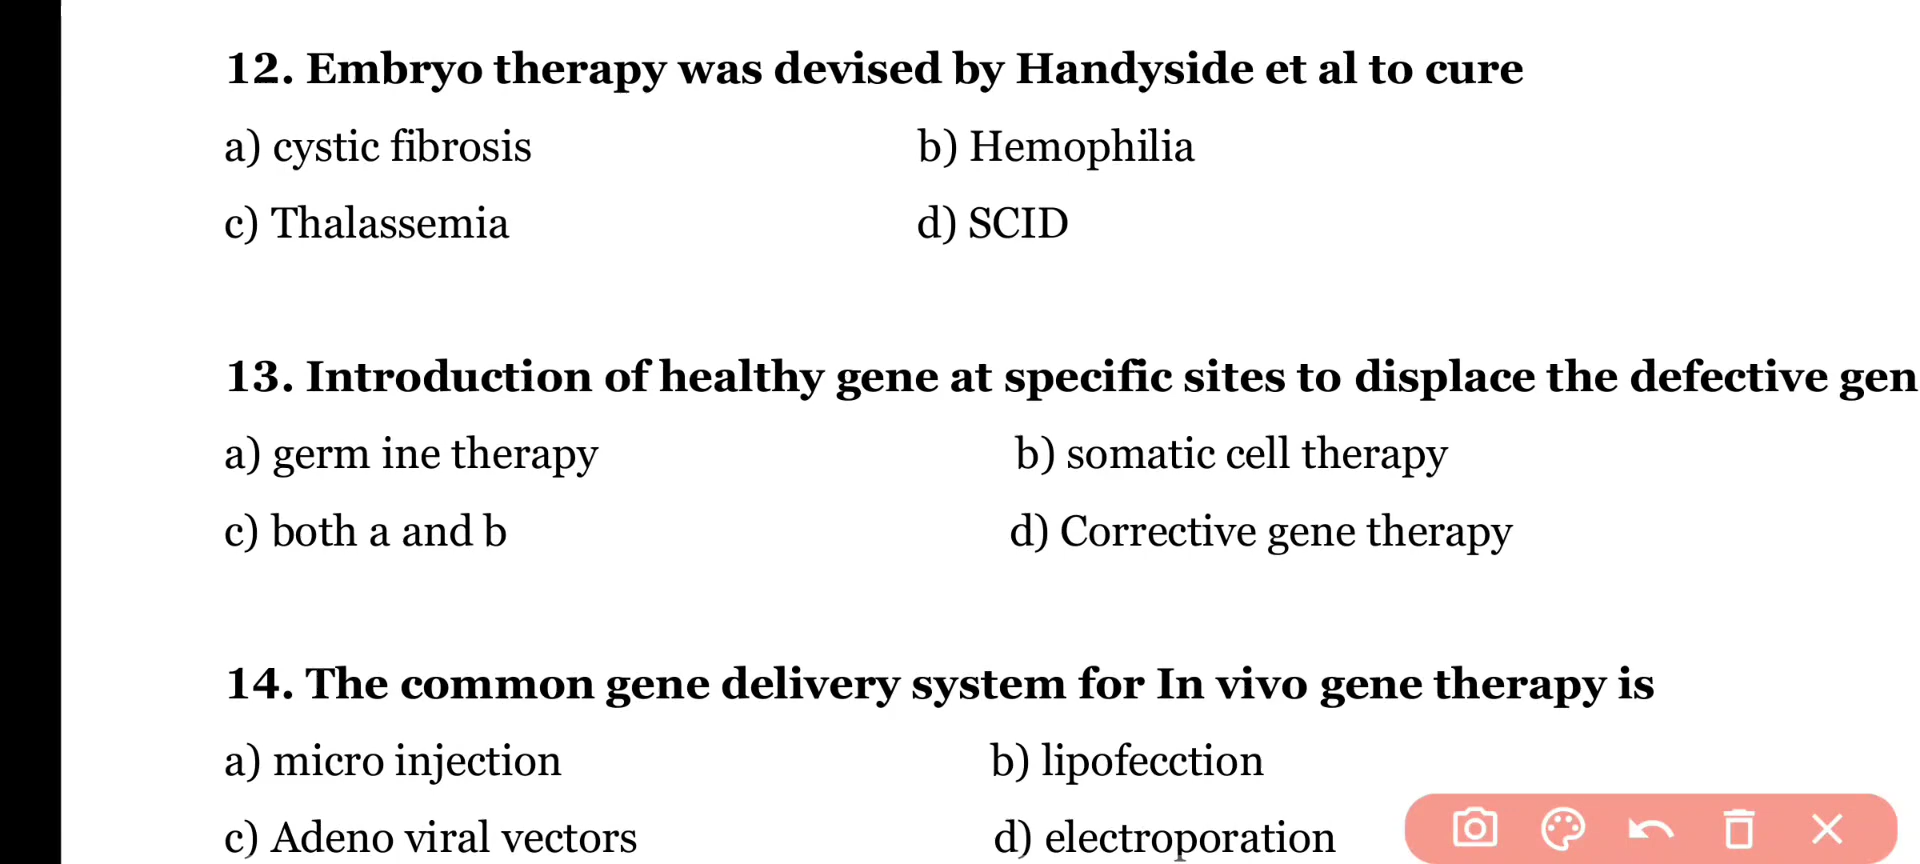 12. Embryo therapy was devised by Handyside et al to cure
a) cystic fibrosis b) Hemophilia
c) Thalassemia d) SCID
13. Introduction of healthy gene at specific sites to displace the defective gen
a) germ ine therapy b) somatic cell therapy
c) both a and b d) Corrective gene therapy
14. The common gene delivery system for In vivo gene therapy is
a) micro injection b) lipofecction
c) Adeno viral vectors d) electroporation